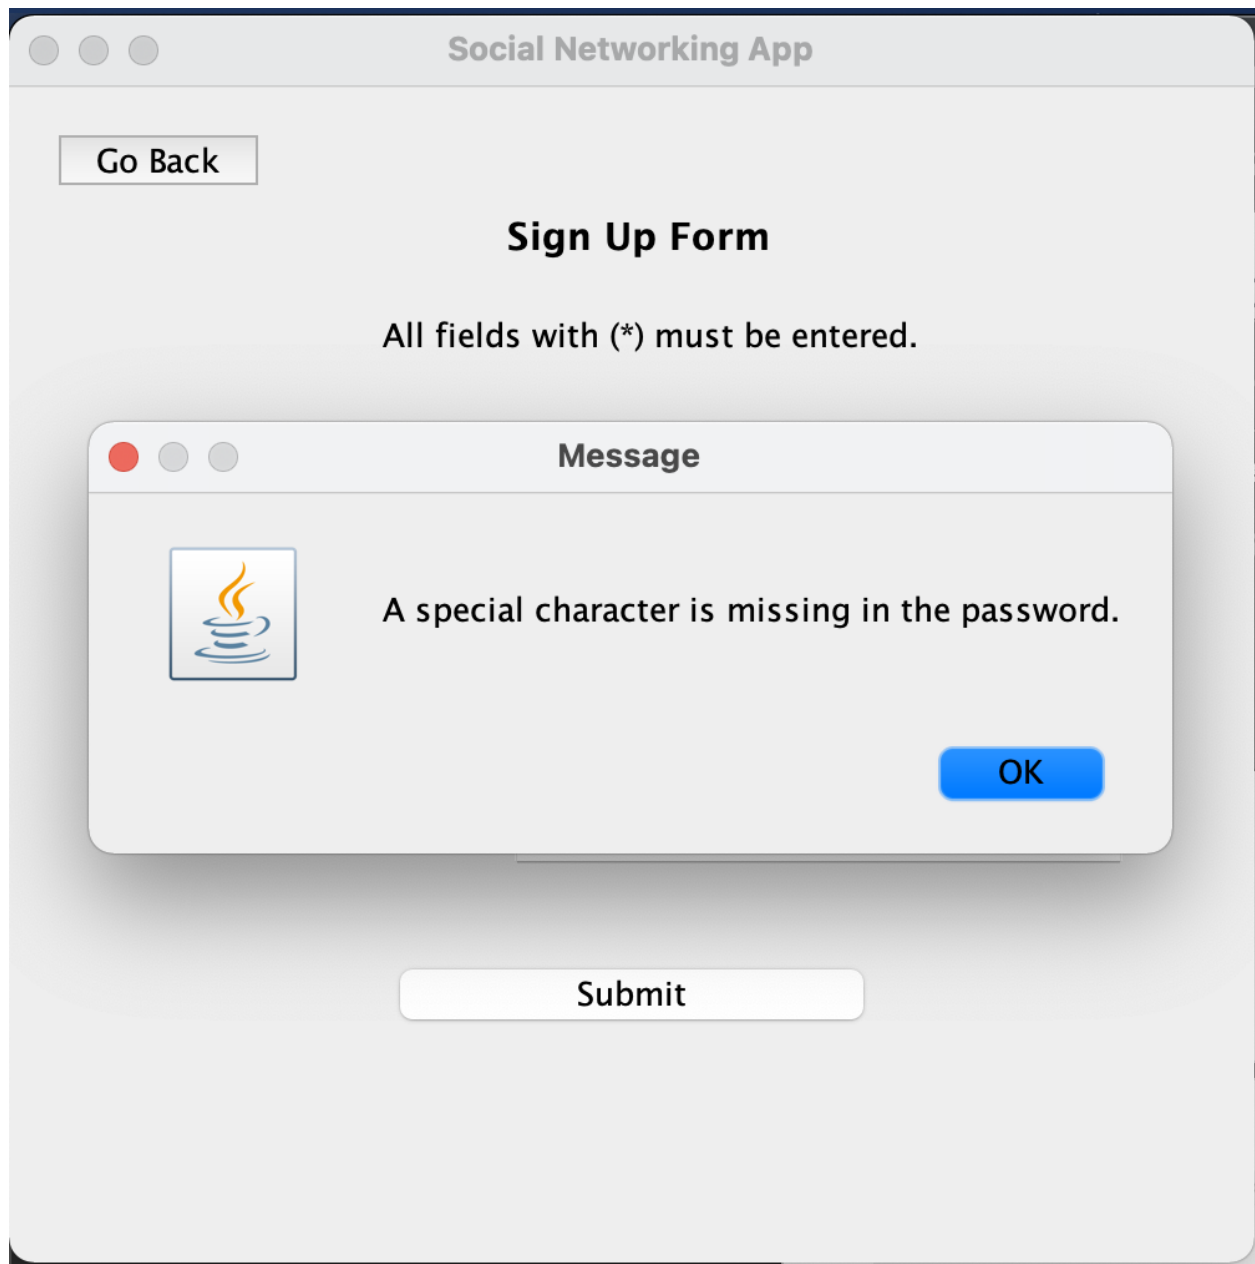 Social Networking App
Go Back
Sign Up Form
All fields with (*) must be entered.
Message
A special character is missing in the password.
OK
Submit